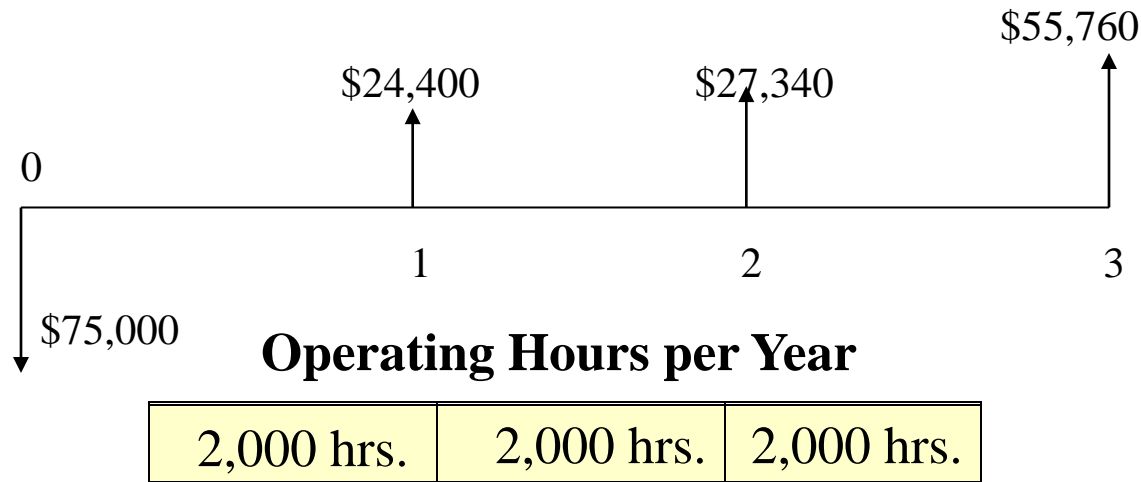 $55,760
$24,400 $27,340
0
1 2 3
$75,000
Operating Hours per Year
2,000 hrs. 2,000 hrs. 2,000 hrs.